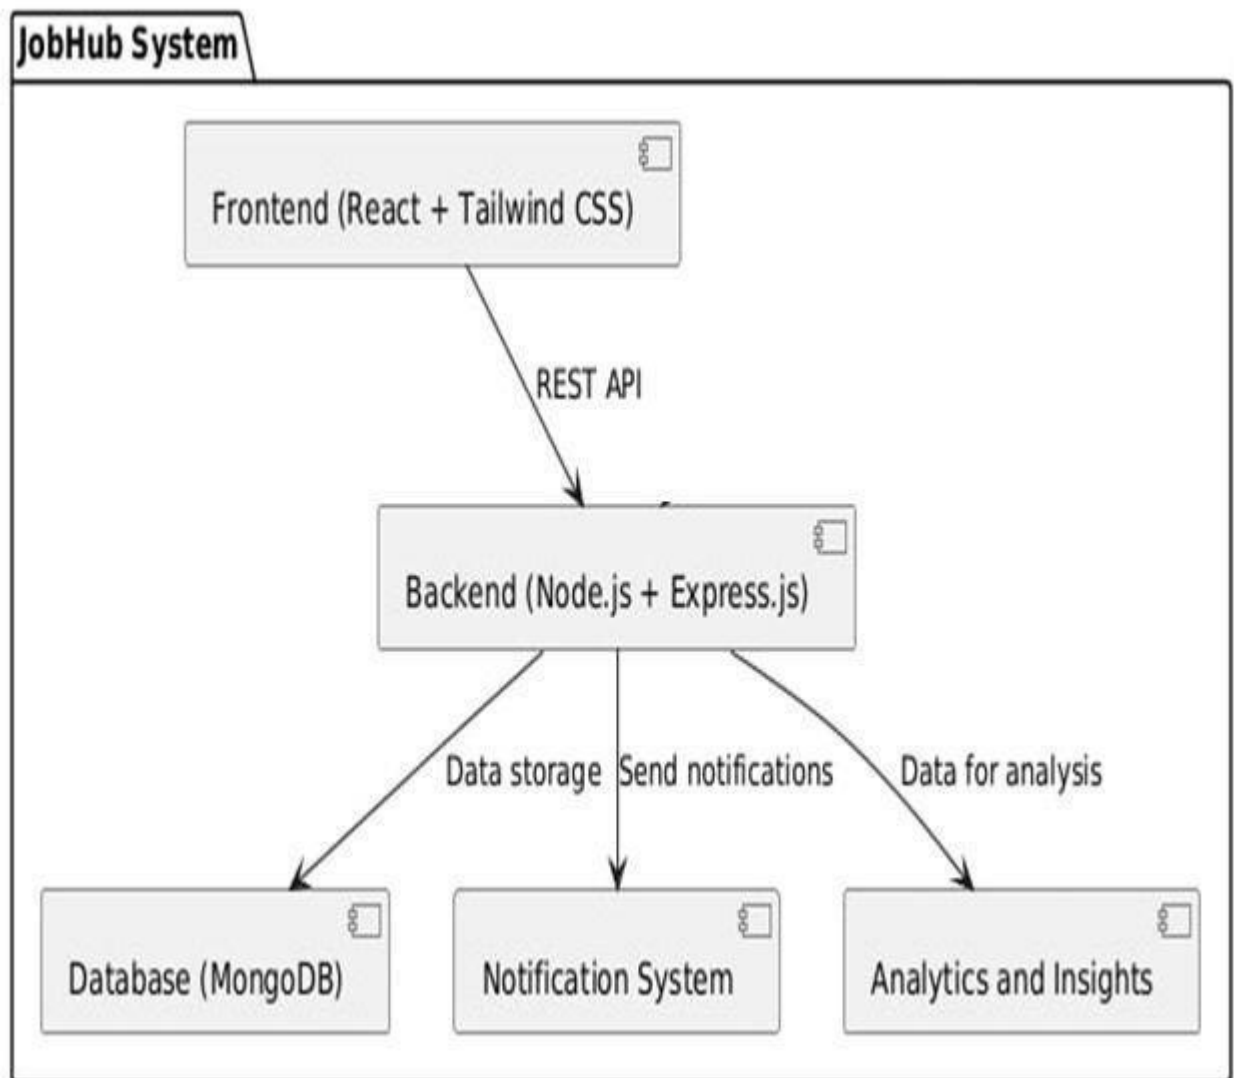 JobHub System
Frontend (React + Tailwind CSS)
REST API
Backend (Node.js + Express.js)
Data storage
Send notifications
Data for analysis
Database (MongoDB)
Notification System
Analytics and Insights